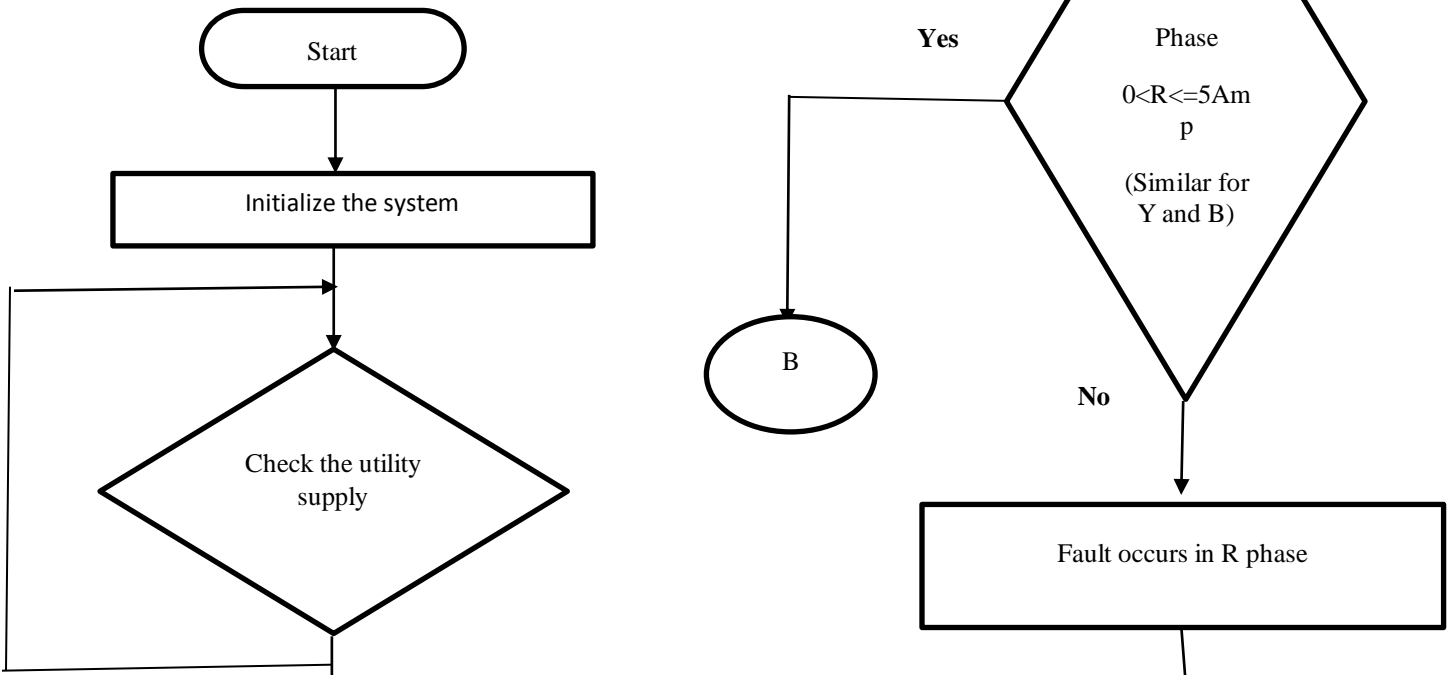 Start
Initialize the system
Check the utility
supply
Yes
Phase
0<R<=5Am
p
(Similar for
Y and B)
B
No
Fault occurs in R phase